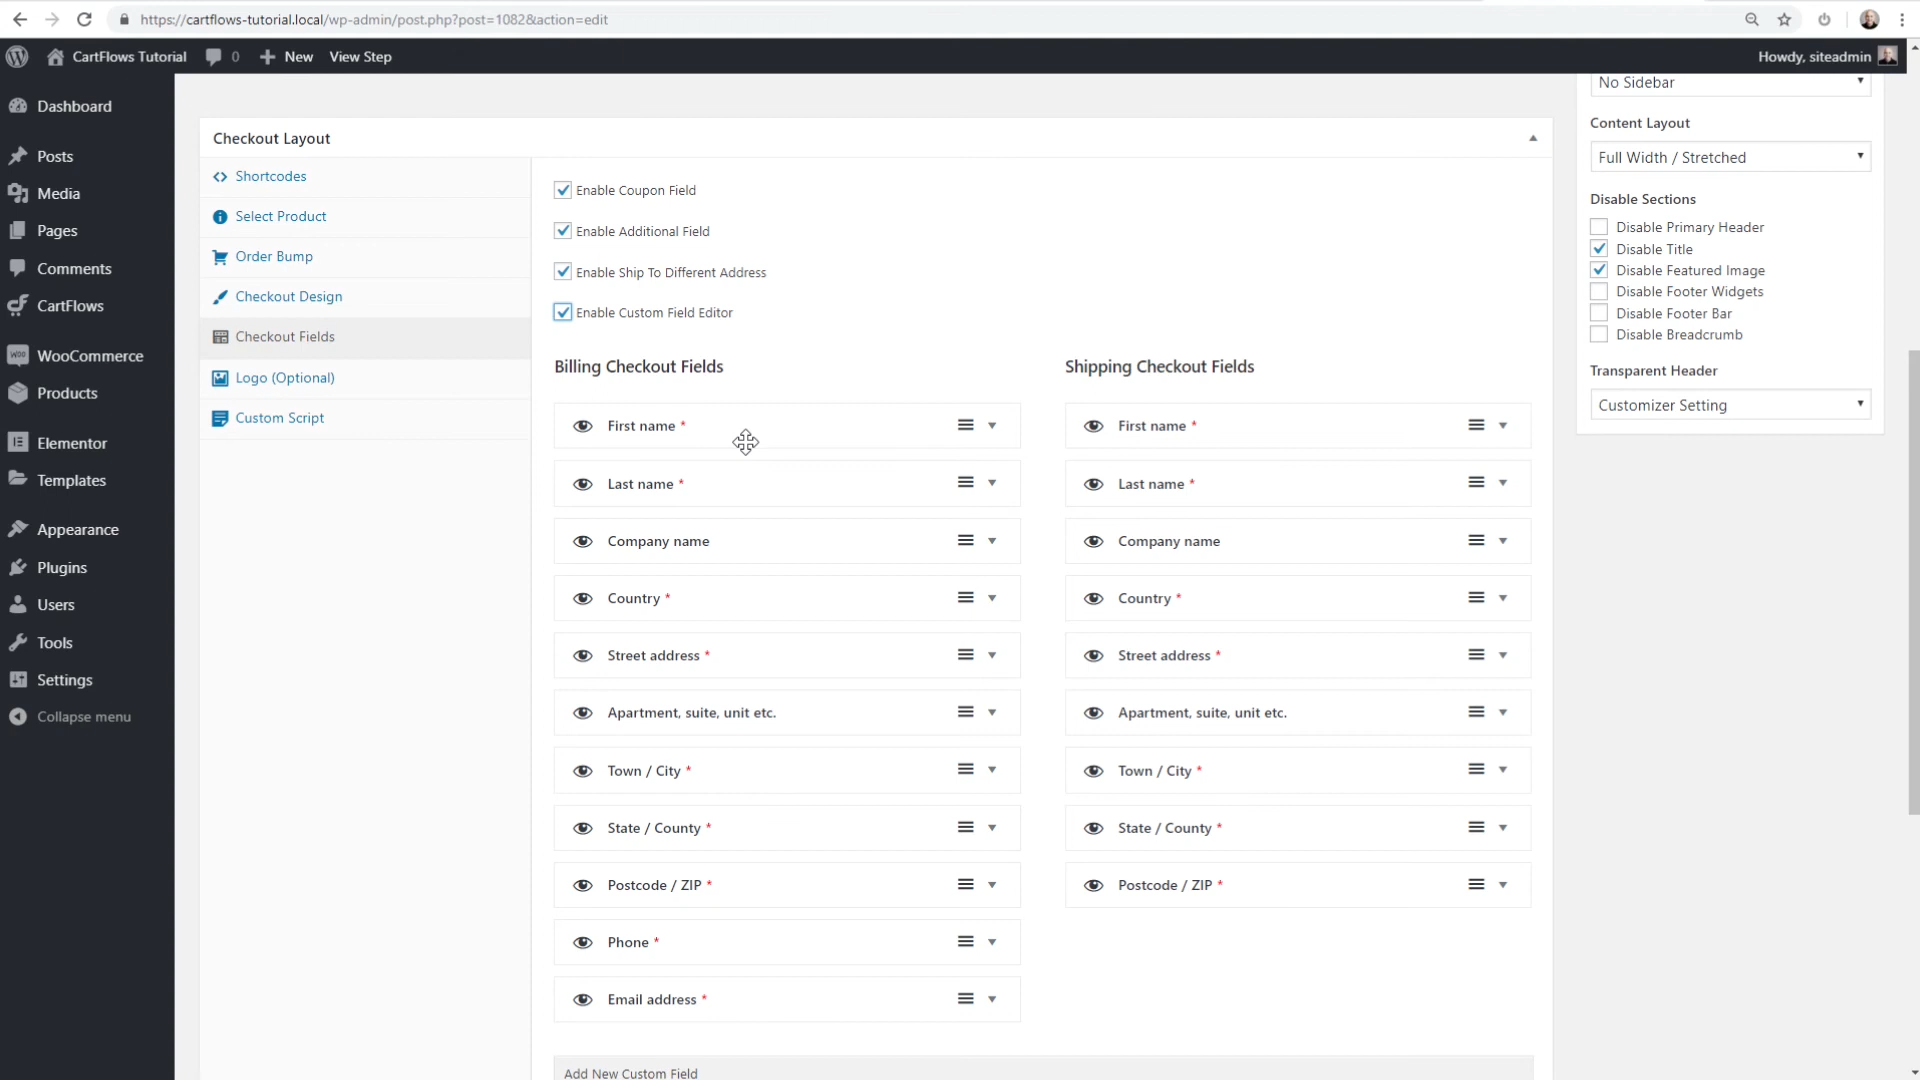 https://cartflows-tutorial.local/wp-admin/post.php?post=1082&action=edit
CartFlows Tutorial
0
New
View Step
Howdy, siteadmin
Dashboard
Posts
Media
Pages
Comments
CartFlows
WooCommerce
Products
Elementor
Templates
Appearance
Plugins
Users
Tools
Settings
Collapse menu
Checkout Layout
Shortcodes
Select Product
Order Bump
Checkout Design
Checkout Fields
Logo (Optional)
Custom Script
Enable Coupon Field
Enable Additional Field
Enable Ship To Different Address
Enable Custom Field Editor
Billing Checkout Fields
First name *
Last name *
Company name
Country *
Street address *
Apartment, suite, unit etc.
Town / City *
State / County *
Postcode / ZIP *
Phone *
Email address *
Shipping Checkout Fields
First name *
Last name *
Company name
Country *
Street address *
Apartment, suite, unit etc.
Town / City *
State / County *
Postcode / ZIP *
Add New Custom Field
No Sidebar
Content Layout
Full Width / Stretched
Disable Sections
Disable Primary Header
Disable Title
Disable Featured Image
Disable Footer Widgets
Disable Footer Bar
Disable Breadcrumb
Transparent Header
Customizer Setting